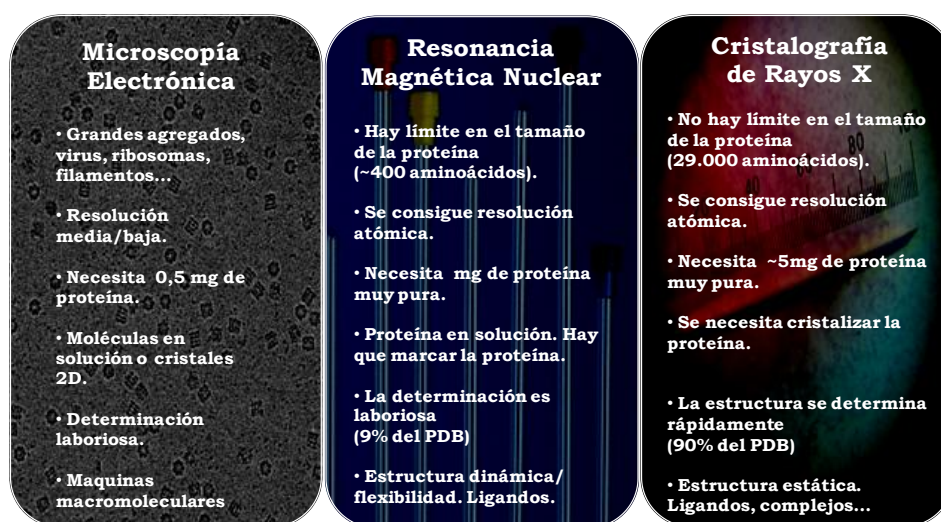 Microscopía
Electrónica
• Grandes agregados,
virus, ribosomas,
filamentos...
• Resolución
media/baja.
• Necesita 0,5 mg de
proteína.
• Moléculas en
solución o cristales
2D.
• Determinación
laboriosa.
• Maquinas
macromoleculares
Resonancia
Magnética Nuclear
• Hay límite en el tamaño
de la proteína
(~400 aminoácidos).
• Se consigue resolución
atómica.
• Necesita mg de proteína
muy pura.
• Proteína en solución. Hay
que marcar la proteína.
• La determinación es
laboriosa
(9% del PDB)
• Estructura dinámica/
flexibilidad. Ligandos.
Cristalografía
de Rayos X
• No hay límite en el tamaño
de la proteína
(29.000 aminoácidos).
• Se consigue resolución
atómica.
• Necesita ~5mg de proteína
muy pura.
• Se necesita cristalizar la
proteína.
• La estructura se determina
rápidamente
(90% del PDB)
• Estructura estática.
Ligandos, complejos...